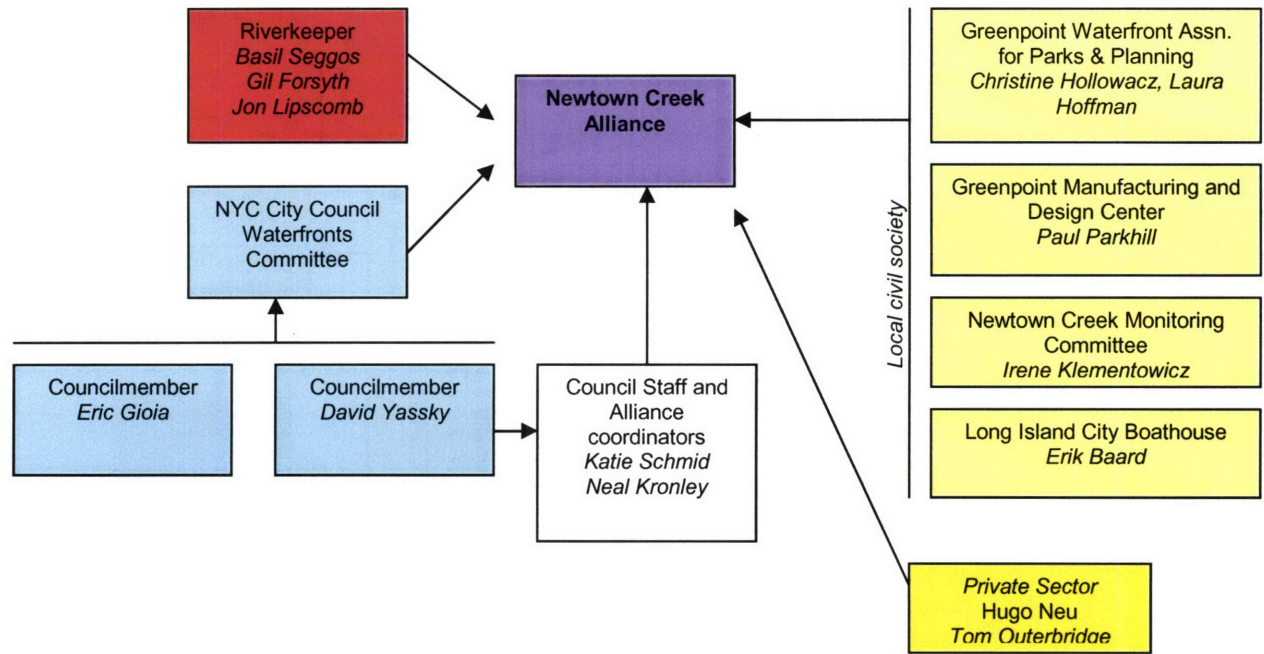 Riverkeeper
Basil Seggos
Gil Forsyth
Jon Lipscomb
Newtown Creek
Alliance
NYC City Council
Waterfronts
Committee
Councilmember
Eric Gioia
Councilmember
David Yassky
Council Staff and
Alliance
coordinators
Katie Schmid
Neal Kronley
Local civil society
Greenpoint Waterfront Assn.
for Parks & Planning
Christine Hollowacz, Laura
Hoffman
Greenpoint Manufacturing and
Design Center
Paul Parkhill
Newtown Creek Monitoring
Committee
Irene Klementowicz
Long Island City Boathouse
Erik Baard
Private Sector
Hugo Neu
Tom Outerbridge